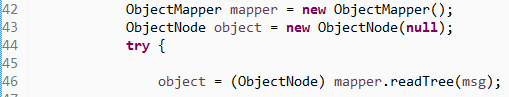 42 ObjectMapper mapper = new ObjectMapper();
43 ObjectNode object = new ObjectNode(null);
44 try {
45
46 object = (ObjectNode) mapper.readTree(msg);